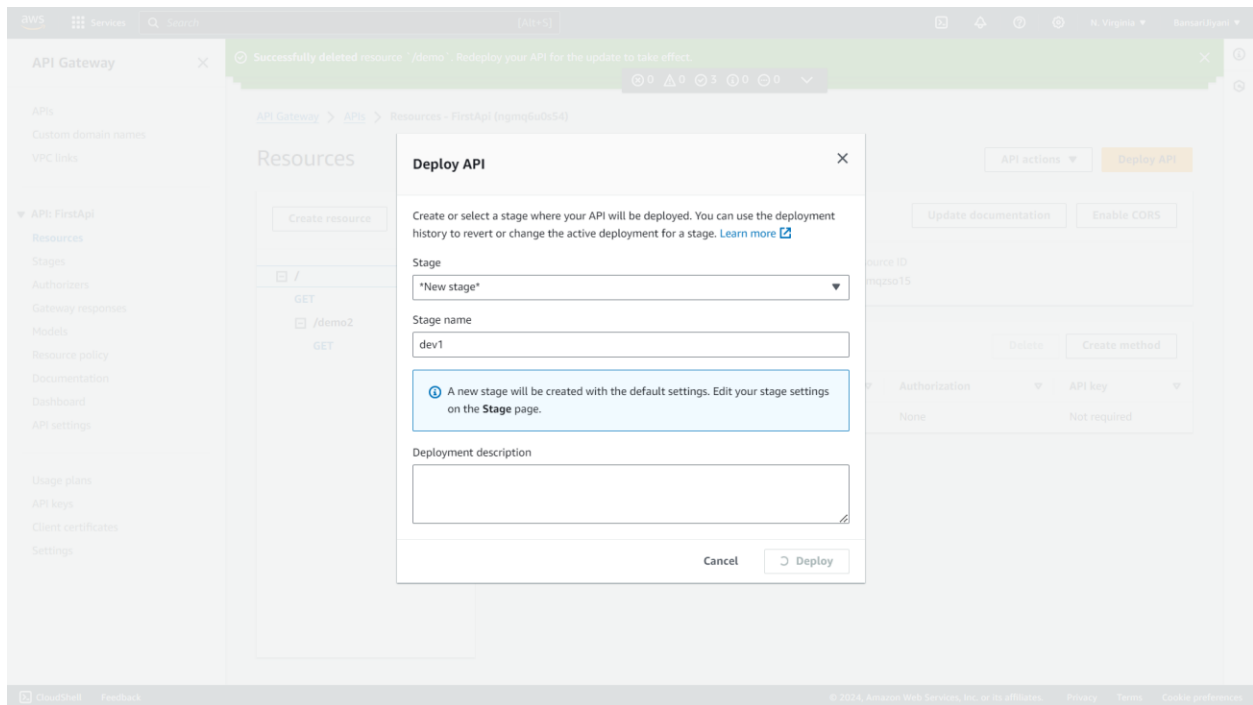 aws
Services
Search
[Alt+S]
N. Virginia
API Gateway
Successfully deleted resource `/demo`. Redeploy your API for the update to take effect.
0 0 3 0 0
APIs
Custom domain names
VPC links
API: FirstApi
Resources
Stages
Authorizers
Gateway responses
Models
Resource policy
Documentation
Dashboard
API settings
Usage plans
API keys
Client certificates
Settings
API Gateway > APIs > Resources - FirstApi
Resources
API actions
Deploy API
Create resource
/
GET
/demo2
GET
Update documentation
Enable CORS
Delete
Create method
Authorization
API key
None
Not required
Deploy API
Create or select a stage where your API will be deployed. You can use the deployment
history to revert or change the active deployment for a stage. Learn more
Stage
*New stage*
Stage name
dev1
A new stage will be created with the default settings. Edit your stage settings
on the Stage page.
Deployment description
Cancel
Deploy
CloudShell
Feedback
© 2024, Amazon Web Services, Inc. or its affiliates.
Privacy
Terms
Cookie preferences